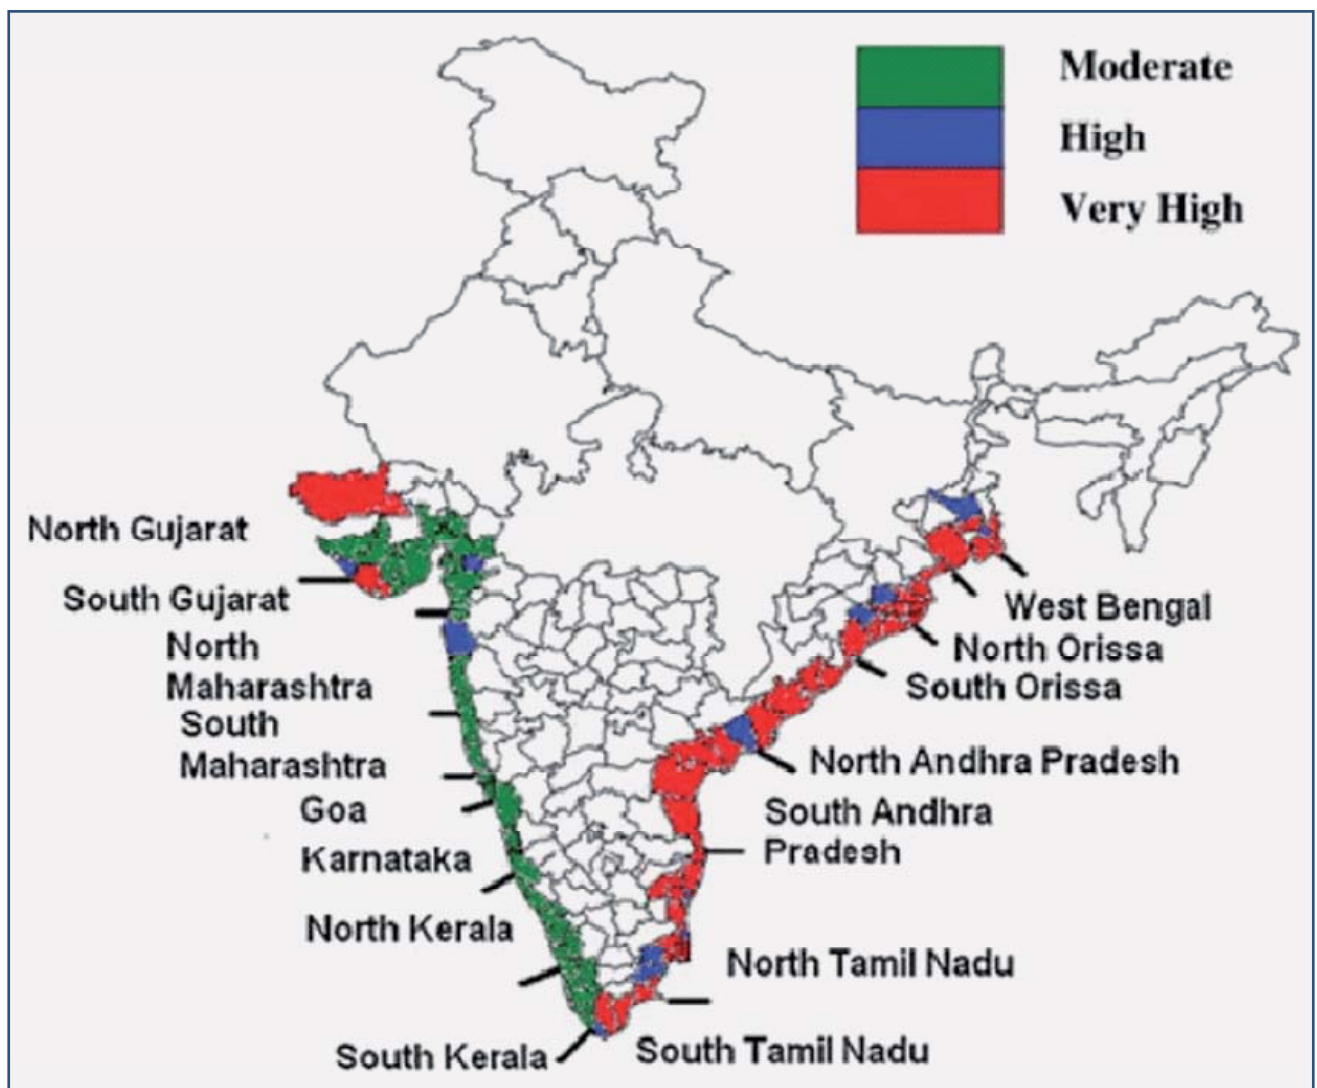 Moderate
High
Very High
North Gujarat
South Gujarat
North
Maharashtra
South
Maharashtra
Goa
Karnataka
North Kerala
South Kerala
West Bengal
North Orissa
South Orissa
North Andhra Pradesh
South Andhra
Pradesh
North Tamil Nadu
South Tamil Nadu